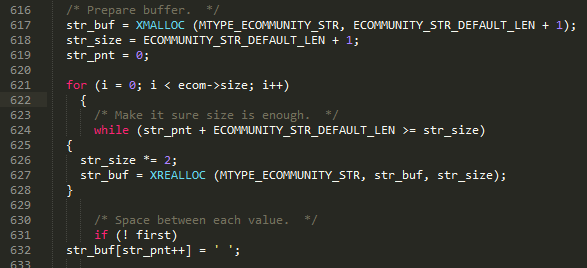 616 /* Prepare buffer.  */
617 str_buf = XMALLOC (MTYPE_ECOMMUNITY_STR, ECOMMUNITY_STR_DEFAULT_LEN + 1);
618 str_size = ECOMMUNITY_STR_DEFAULT_LEN + 1;
619 str_pnt = 0;
620
621 for (i = 0; i < ecom->size; i++)
622 {
623 /* Make it sure size is enough.  */
624 while (str_pnt + ECOMMUNITY_STR_DEFAULT_LEN >= str_size)
625 {
626 str_size *= 2;
627 str_buf = XREALLOC (MTYPE_ECOMMUNITY_STR, str_buf, str_size);
628 }
629
630 /* Space between each value.  */
631 if (! first)
632 str_buf[str_pnt++] = ' ';
633